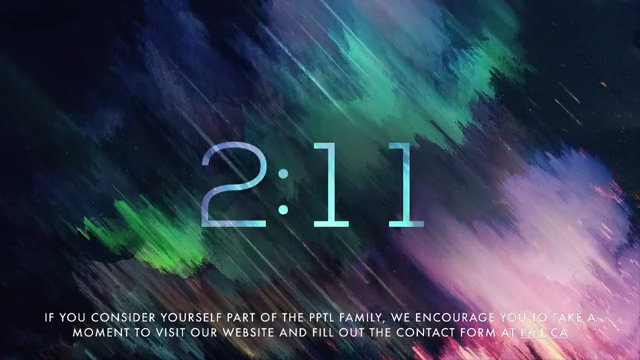 2:11
IF YOU CONSIDER YOURSELF PART OF THE PPTL FAMILY, WE ENCOURAGE YOU TO TAKE A
MOMENT TO VISIT OUR WEBSITE AND FILL OUT THE CONTACT FORM AT